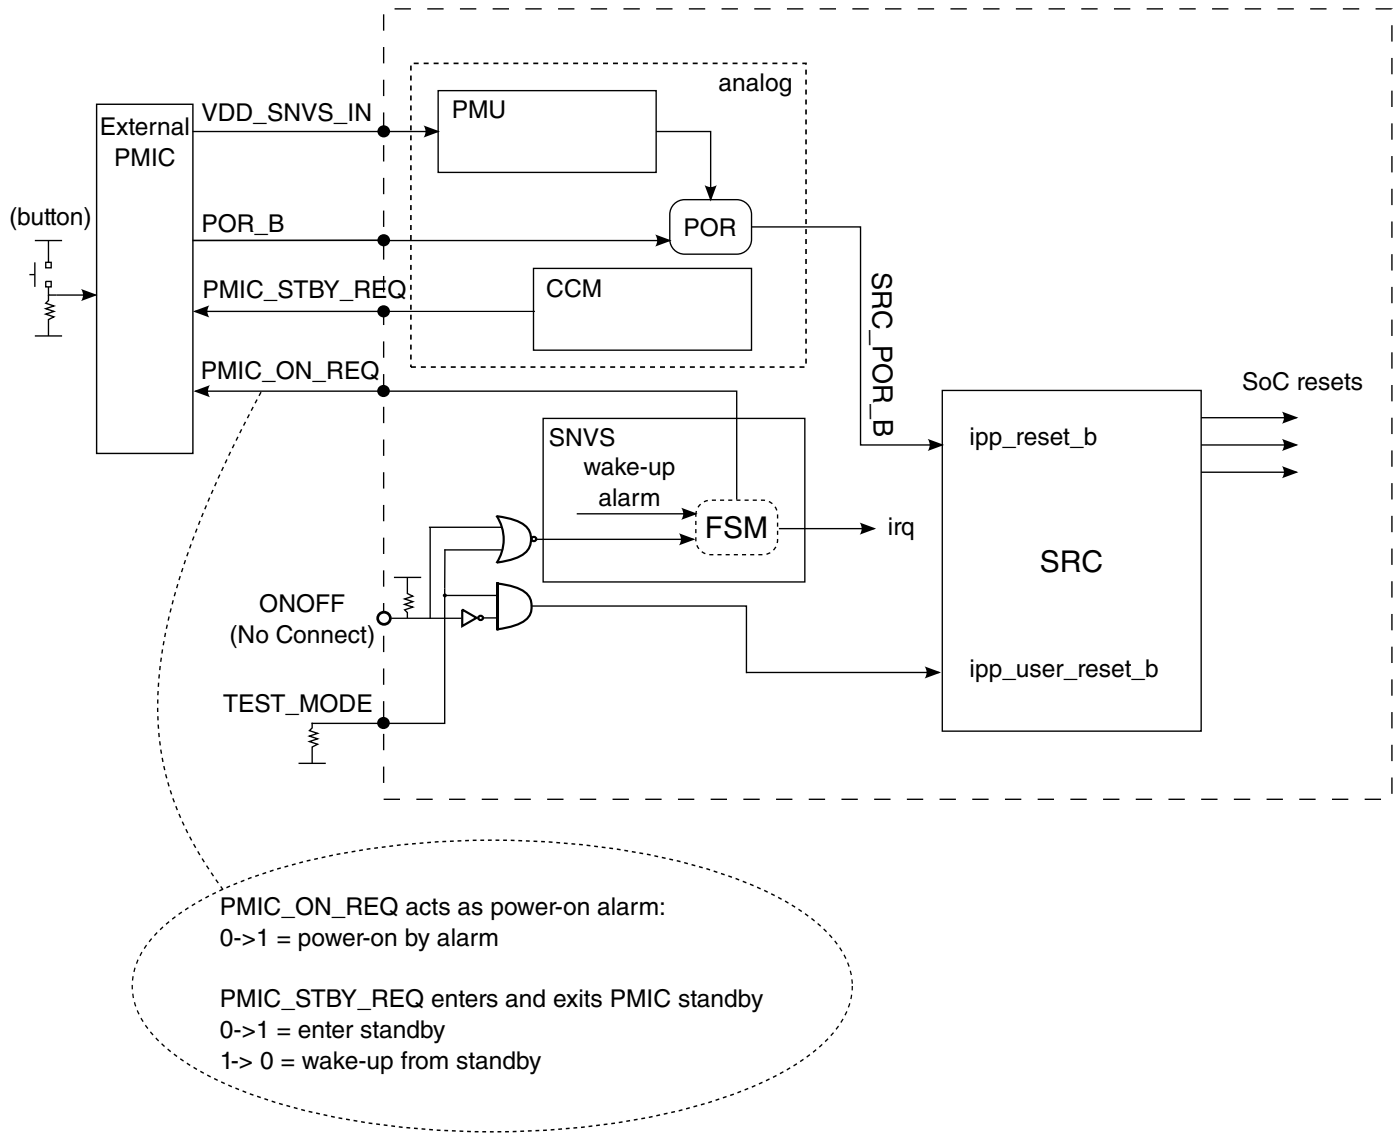 analog
VDD_SNVS_IN
PMU
External
PMIC
(button)
POR_B
POR
PMIC_STBY_REQ
CCM
SRC_POR_B
PMIC_ON_REQ
SoC resets
SNVS
wake-up
alarm
ipp_reset_b
FSM
irq
SRC
ONOFF
(No Connect)
ipp_user_reset_b
TEST_MODE
PMIC_ON_REQ acts as power-on alarm:
0->1 = power-on by alarm
PMIC_STBY_REQ enters and exits PMIC standby
0->1 = enter standby
1-> 0 = wake-up from standby